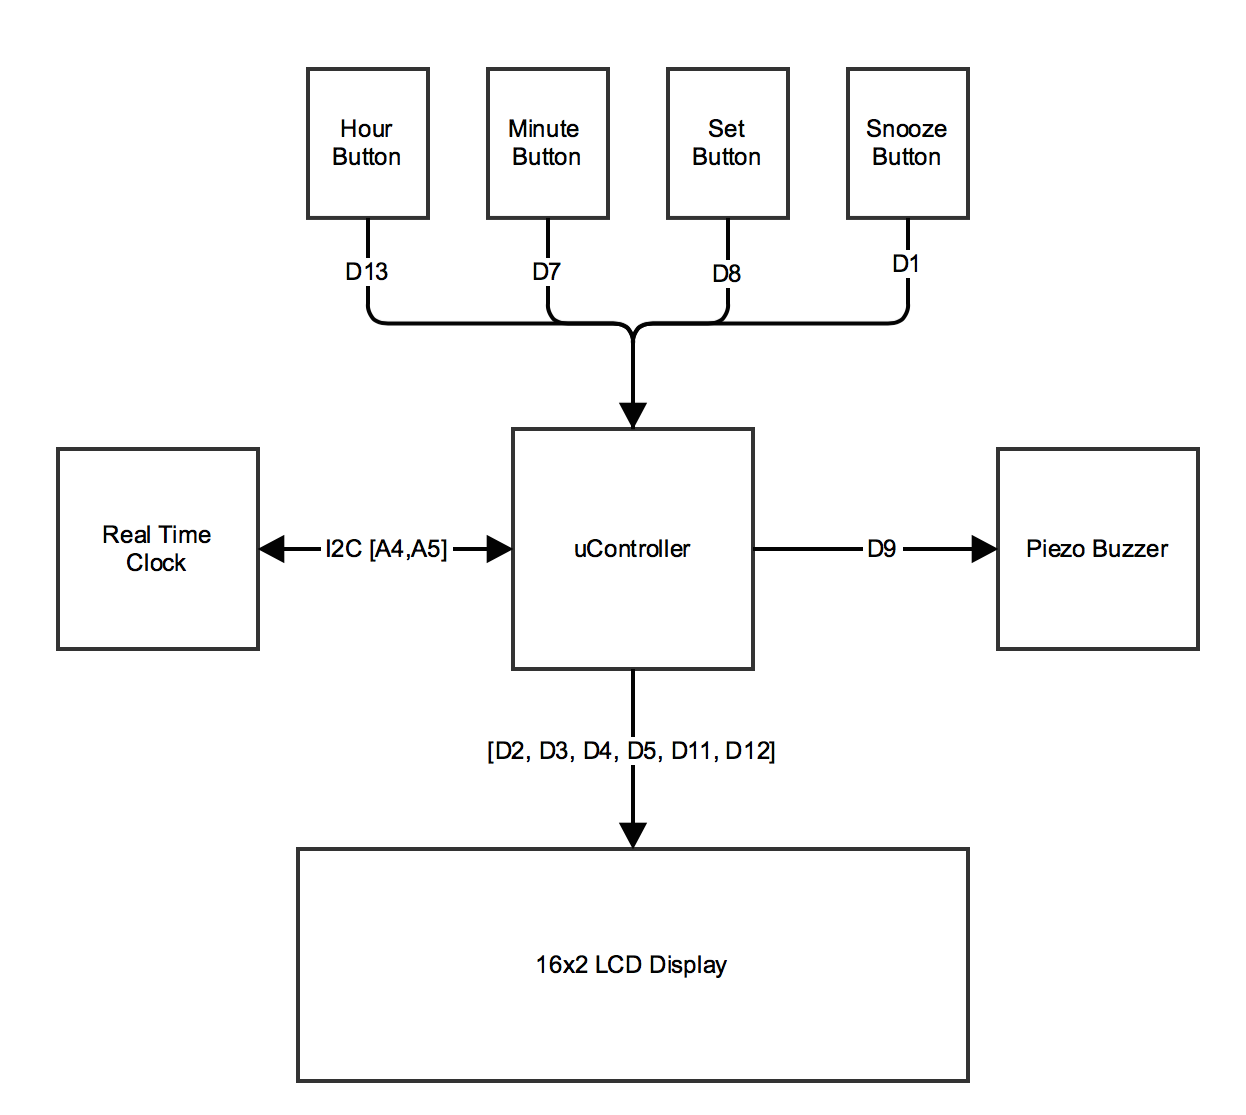 Hour
Button
Minute
Button
Set
Button
Snooze
Button
D13
D7
D8
D1
Real Time
Clock
I2C [A4,A5]
uController
D9
Piezo Buzzer
[D2, D3, D4, D5, D11, D12]
16x2 LCD Display